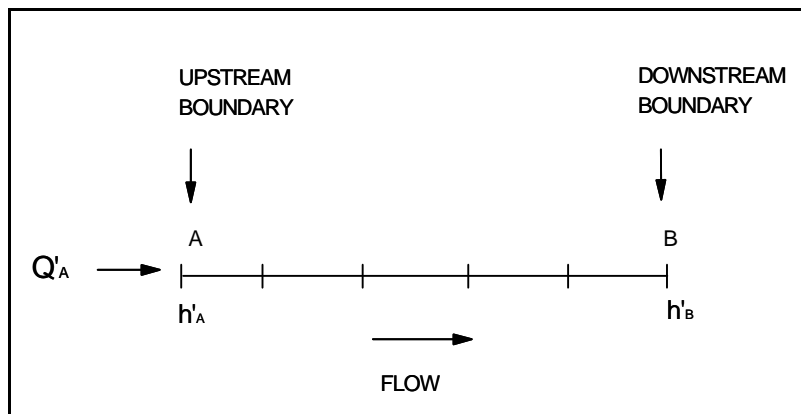 UPSTREAM
BOUNDARY
DOWNSTREAM
BOUNDARY
A
B
Q'A
h'A
h'B
FLOW